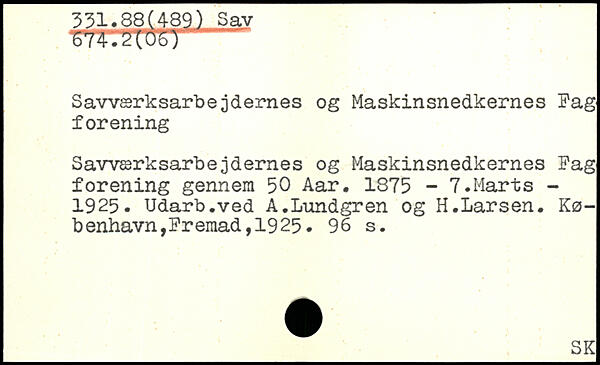 331.88(489) Sav
674.2(06)
Savværksarbejdernes og Maskinsnedkernes Fag
forening
Savværksarbejdernes og Maskinsnedkernes Fag
forening gennem 50 Aar. 1875 - 7.Marts -
1925. Udarb.ved A.Lundgren og H.Larsen. Kø-
benhavn,Fremad,1925. 96 s.
SK